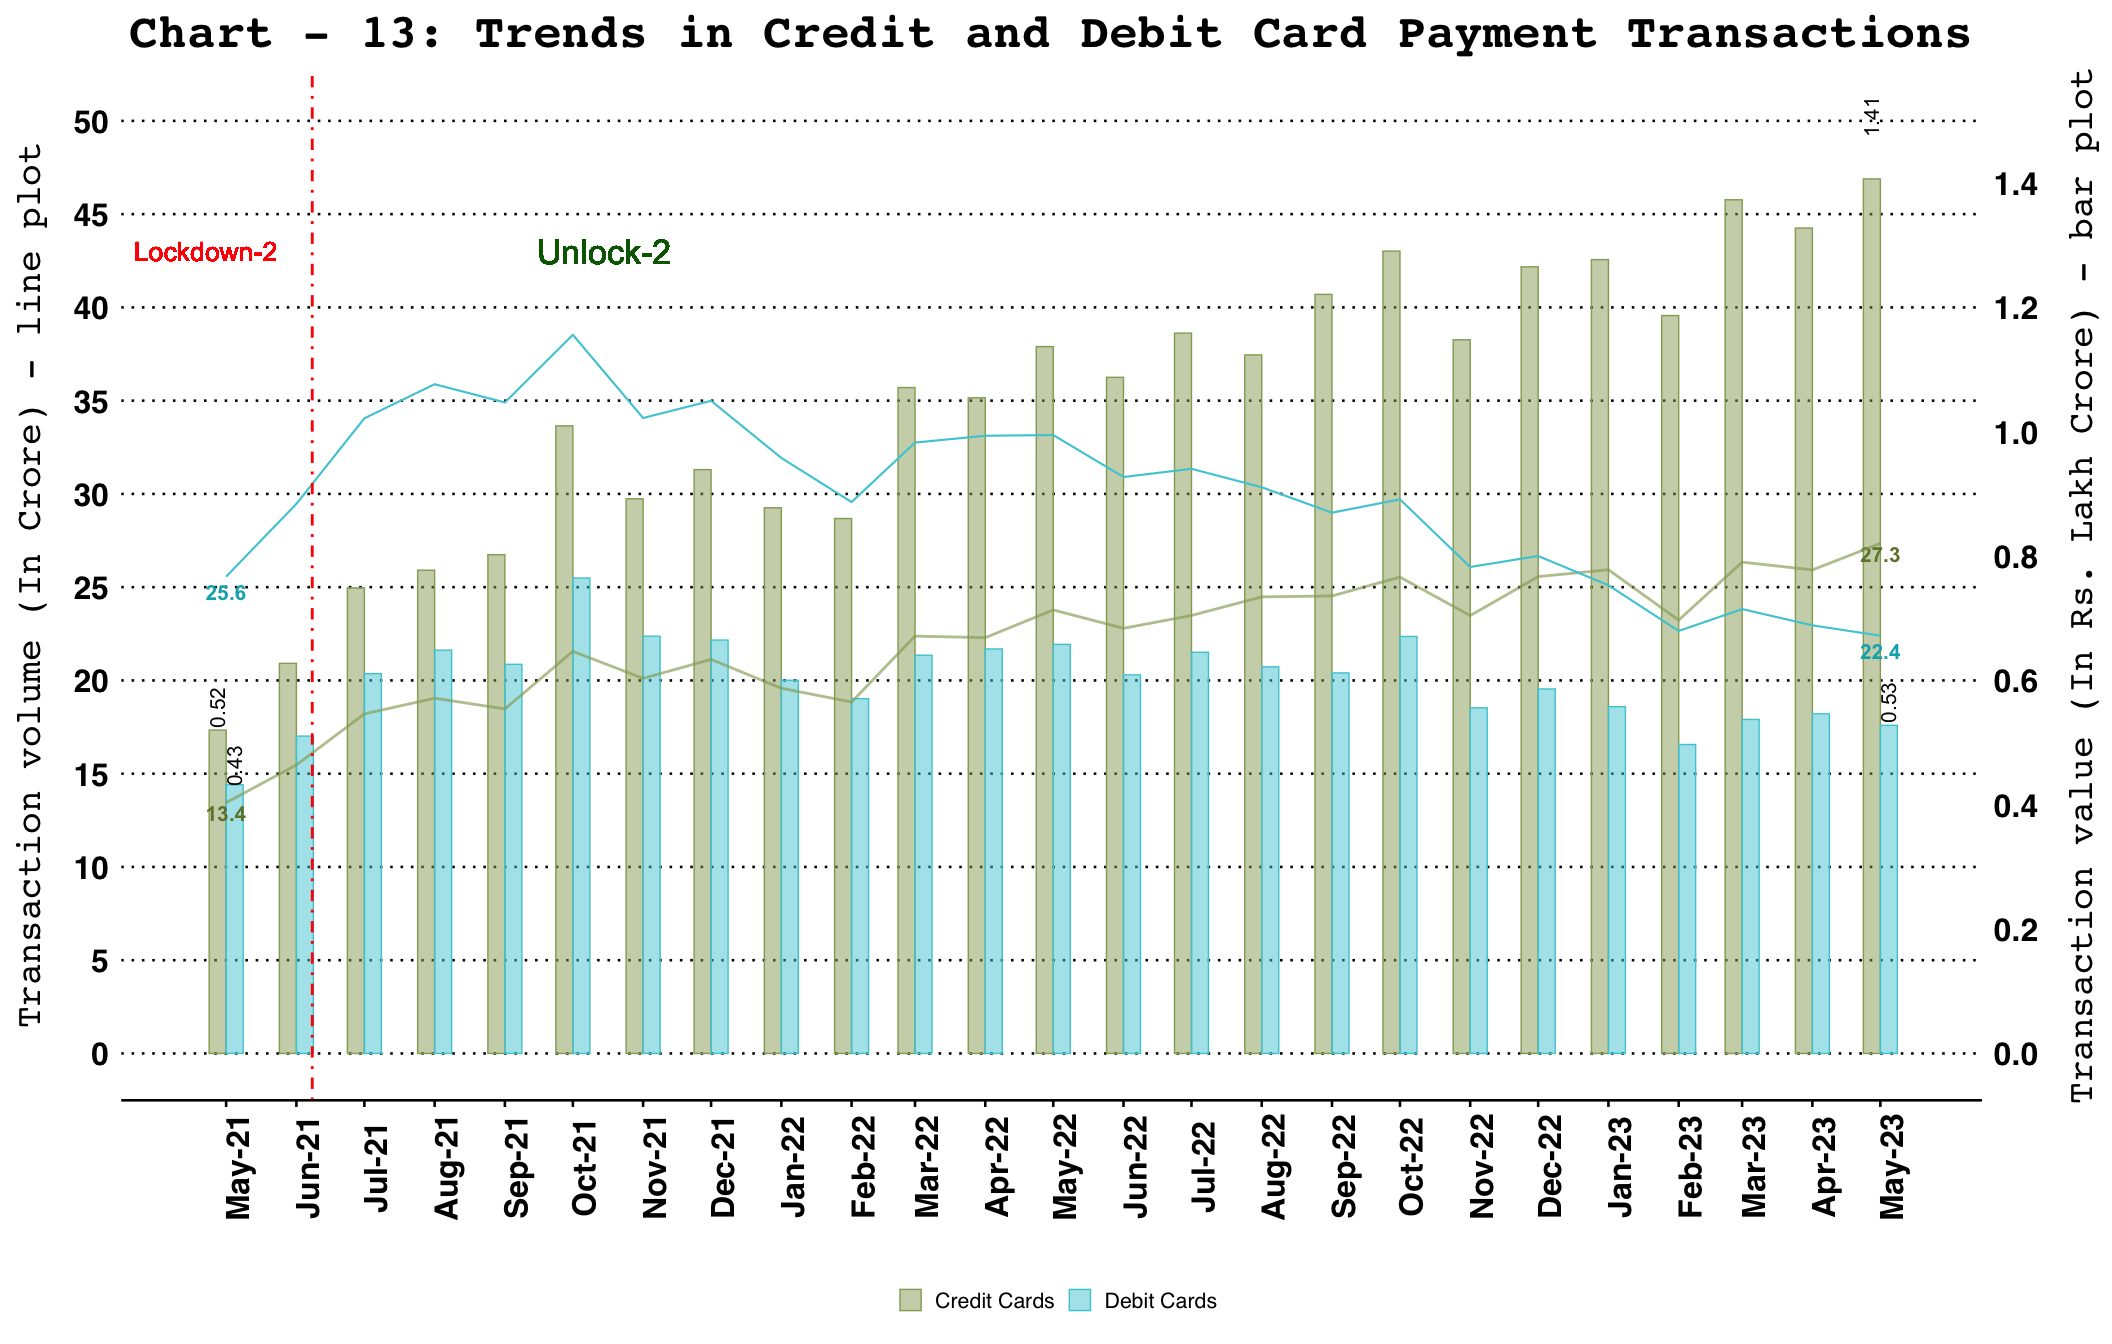 Chart - 13: Trends in Credit and Debit Card Payment Transactions
Transaction volume (In Crore) - line plot
50
45
40
35
30
25
20
15
10
5
0
Lockdown-2
Unlock-2
25.6
0.52
0.43
13.4
1.41
27.3
22.4
0.53
1.4
1.2
1.0
0.8
0.6
0.4
0.2
0.0
Transaction value (In Rs. Lakh Crore) - bar plot
May-21
Jun-21
Jul-21
Aug-21
Sep-21
Oct-21
Nov-21
Dec-21
Jan-22
Feb-22
Mar-22
Apr-22
May-22
Jun-22
Jul-22
Aug-22
Sep-22
Oct-22
Nov-22
Dec-22
Jan-23
Feb-23
Mar-23
Apr-23
May-23
Credit Cards
Debit Cards